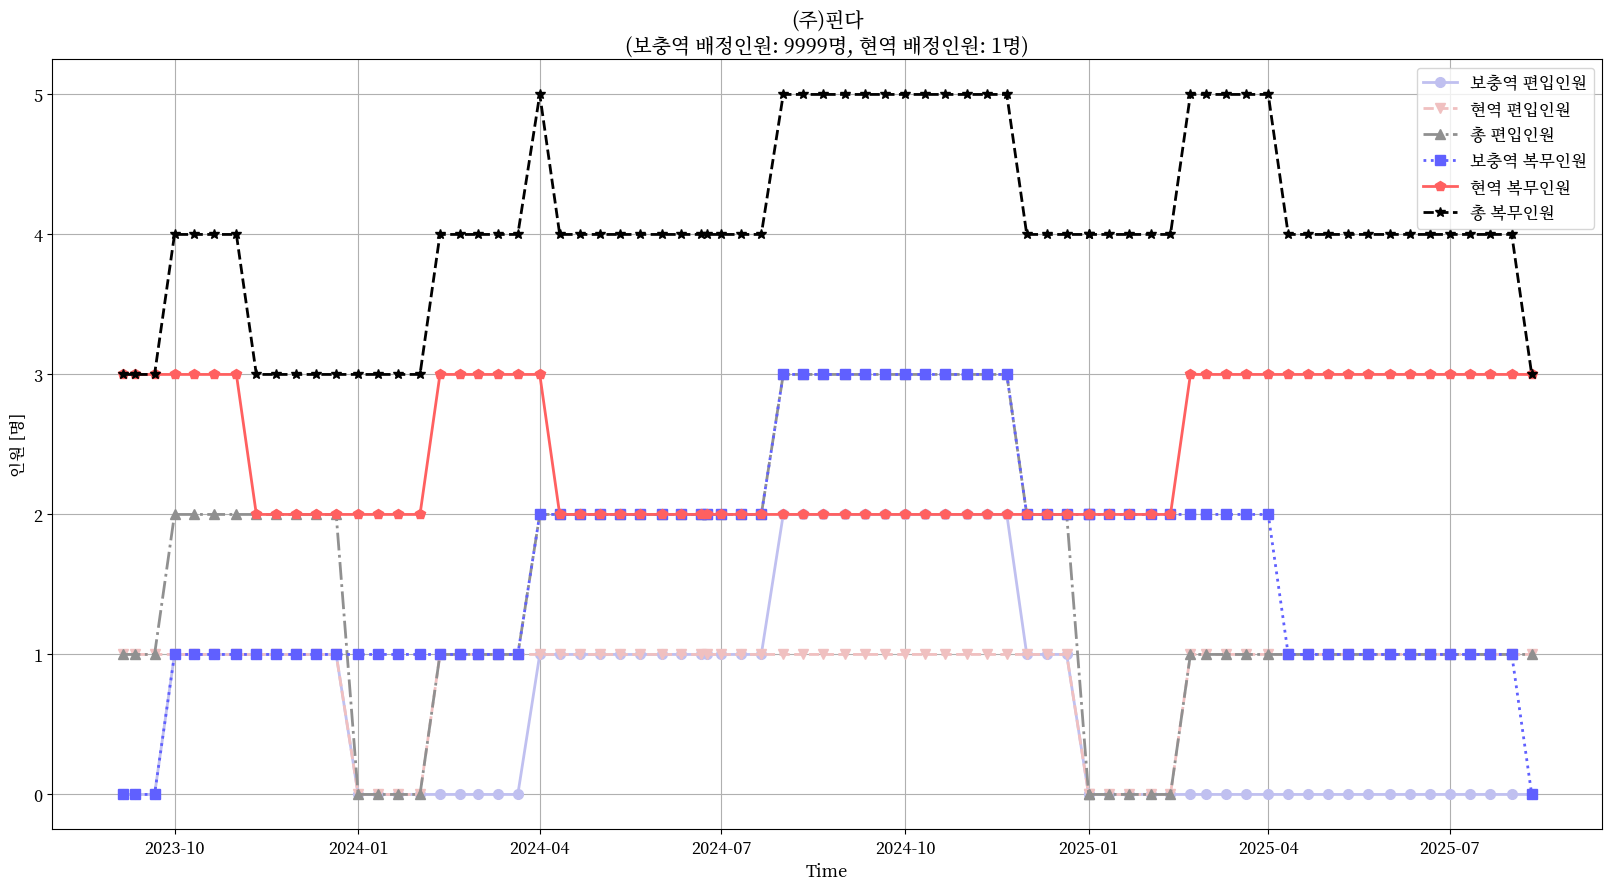 (주)핀다
(보충역 배정인원: 9999명, 현역 배정인원: 1명)
인원 [명]
5
4
3
2
1
0
보충역 편입인원
현역 편입인원
총 편입인원
보충역 복무인원
현역 복무인원
총 복무인원
2023-10
2024-01
2024-04
2024-07
2024-10
2025-01
2025-04
2025-07
Time